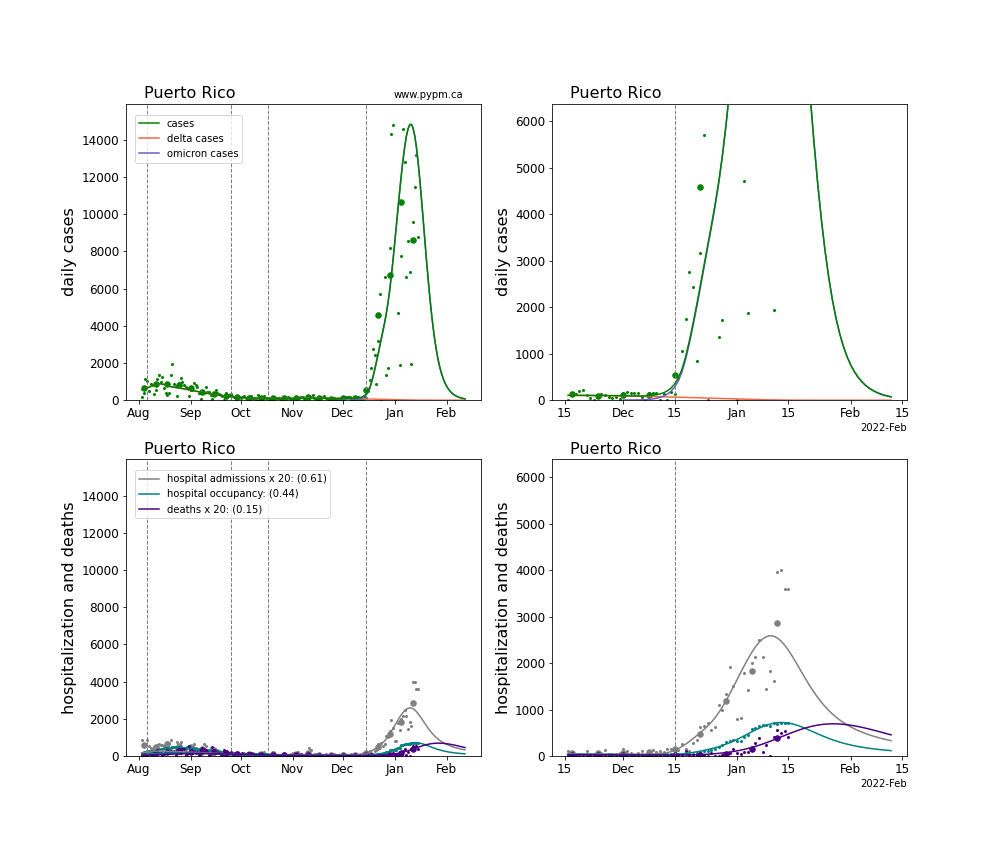 Puerto Rico
www.pypm.ca
Puerto Rico
daily cases
14000
12000
10000
8000
6000
4000
2000
0
cases
delta cases
omicron cases
Aug Sep Oct Nov Dec Jan Feb
daily cases
6000
5000
4000
3000
2000
1000
0
15 Dec 15 Jan 15 Feb 15
2022-Feb
Puerto Rico
Puerto Rico
hospitalization and deaths
14000
12000
10000
8000
6000
4000
2000
0
hospital admissions x 20: (0.61)
hospital occupancy: (0.44)
deaths x 20: (0.15)
Aug Sep Oct Nov Dec Jan Feb
hospitalization and deaths
6000
5000
4000
3000
2000
1000
0
15 Dec 15 Jan 15 Feb 15
2022-Feb